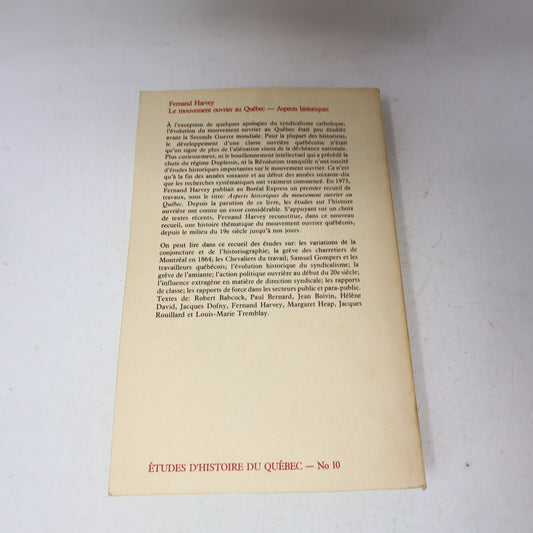 Fernand Harvey
Le mouvement ouvrier au Québec — Aspects historiques
À l'exception de quelques apologies du syndicalisme catholique,
l'évolution du mouvement ouvrier au Québec était peu étudiée
avant la Seconde Guerre mondiale. Pour la plupart des historiens,
le développement d'une classe ouvrière québécoise n'était
qu'un signe de plus de l'aliénation sinon de la déchéance nationale.
Plus curieusement, ni le bouillonnement intellectuel qui a précédé la
chute du régime Duplessis, ni la Révolution tranquille n'ont suscité
d'études historiques importantes sur le mouvement ouvrier. Ce n'est
qu'à la fin des années soixante et au début des années soixante-dix
que les recherches systématiques ont vraiment commencé. En 1973,
Fernand Harvey publiait au Boréal Express un premier recueil de
travaux, sous le titre: Aspects historiques du mouvement ouvrier au
Québec. Depuis la parution de ce livre, les études sur l'histoire
ouvrière ont connu un essor considérable. S'appuyant sur un choix
de textes récents, Fernand Harvey reconstitue, dans ce nouveau
recueil, une histoire thématique du mouvement ouvrier québécois,
depuis le milieu du 19e siècle jusqu'à nos jours.
On peut lire dans ce recueil des études sur: les variations de la
conjoncture et de l'historiographie; la grève des charretiers de
Montréal en 1864; les Chevaliers du travail; Samuel Gompers et les
travailleurs québécois; l'évolution historique du syndicalisme; la
grève de l'amiante; l'action politique ouvrière au début du 20e siècle;
l'influence extragène en matière de direction syndicale; les rapports
de classe; les rapports de force dans les secteurs public et para-public.
Textes de: Robert Babcock, Paul Bernard, Jean Boivin, Hélène
David, Jacques Dofny, Fernand Harvey, Margaret Heap, Jacques
Rouillard et Louis-Marie Tremblay.
ÉTUDES D'HISTOIRE DU QUÉBEC — No 10